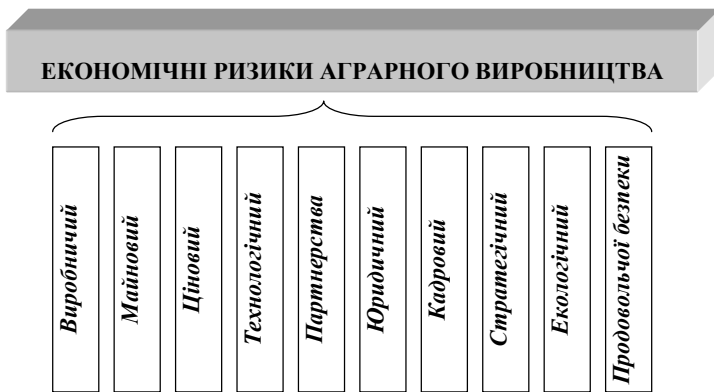 ЕКОНОМІЧНІ РИЗИКИ АГРАРНОГО ВИРОБНИЦТВА
Виробничий
Майновий
Ціновий
Технологічний
Партнерства
Юридичний
Кадровий
Стратегічний
Екологічний
Продовольчої безпеки